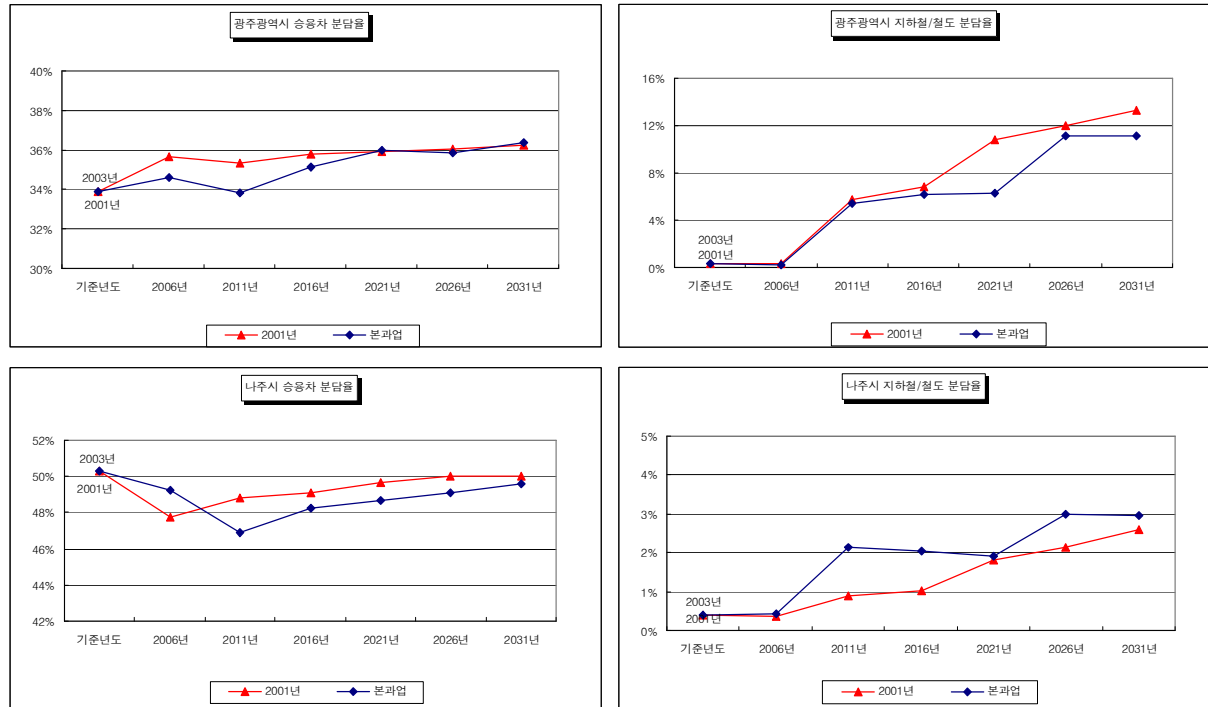 광주광역시 승용차 분담율
40%
38%
36%
34%
32%
30%
2003년
2001년
기준년도 2006년 2011년 2016년 2021년 2026년 2031년
2001년 본과업
광주광역시 지하철/철도 분담율
16%
12%
8%
4%
0%
2003년
2001년
기준년도 2006년 2011년 2016년 2021년 2026년 2031년
2001년 본과업
나주시 승용차 분담율
52%
50%
48%
46%
44%
42%
2003년
2001년
기준년도 2006년 2011년 2016년 2021년 2026년 2031년
2001년 본과업
나주시 지하철/철도 분담율
5%
4%
3%
2%
1%
0%
2003년
2001년
기준년도 2006년 2011년 2016년 2021년 2026년 2031년
2001년 본과업